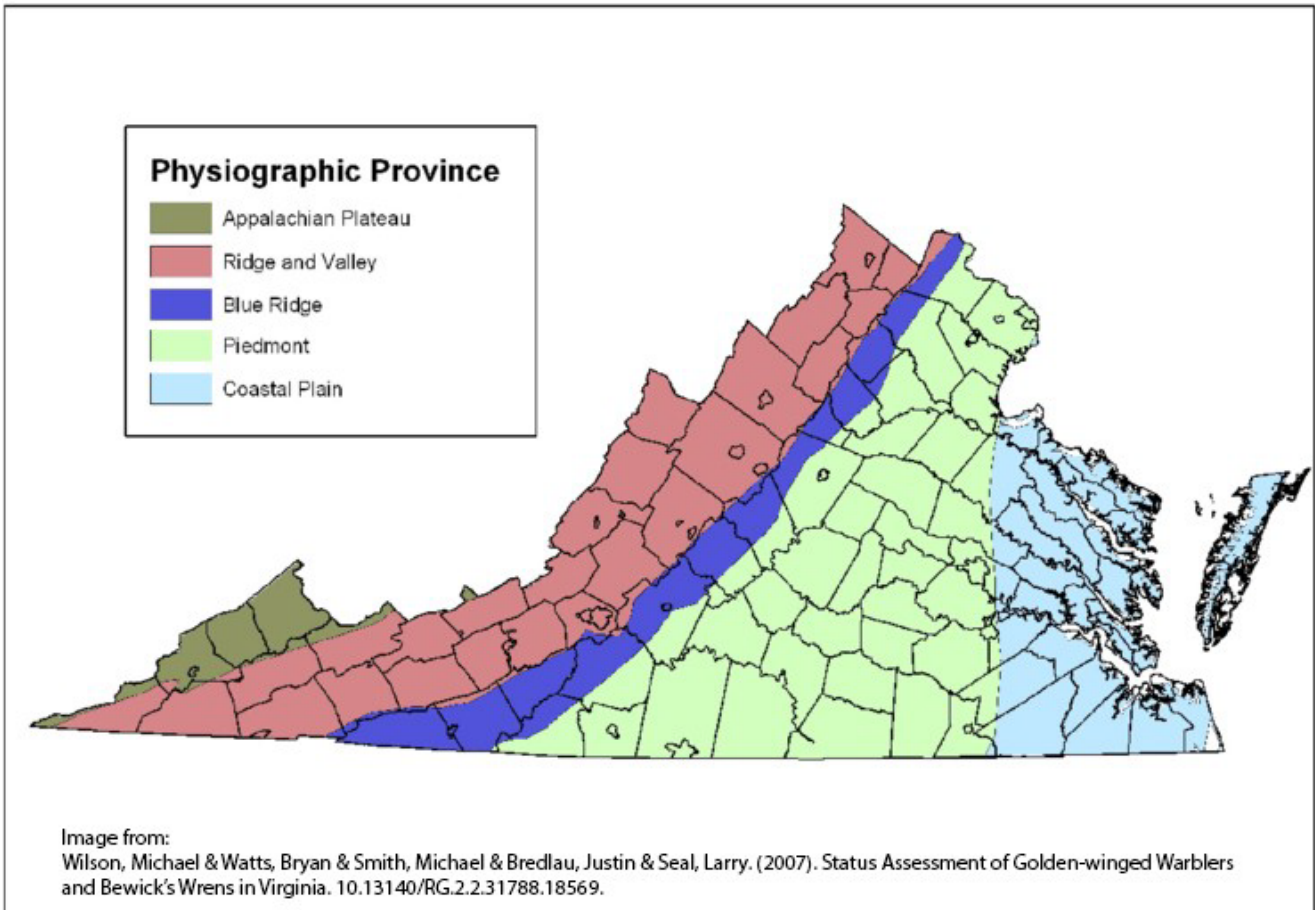 Physiographic Province
Appalachian Plateau
Ridge and Valley
Blue Ridge
Piedmont
Coastal Plain
Image from:
Wilson, Michael & Watts, Bryan & Smith, Michael & Bredlau, Justin & Seal, Larry. (2007). Status Assessment of Golden-winged Warblers
and Bewick's Wrens in Virginia. 10.13140/RG.2.2.31788.18569.